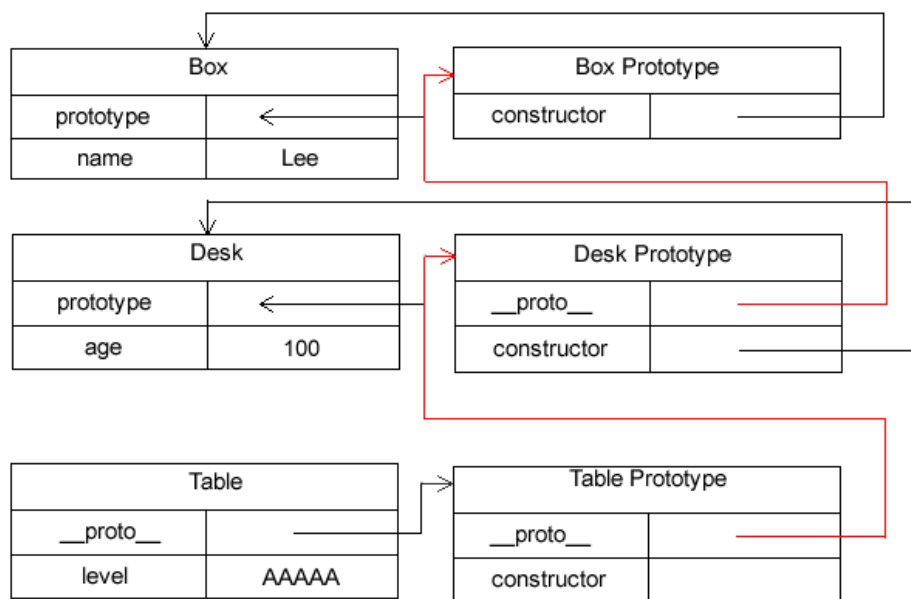 Box
prototype
name Lee
Box Prototype
constructor
Desk
prototype
age 100
Desk Prototype
__proto__
constructor
Table
__proto__
level AAAAA
Table Prototype
__proto__
constructor